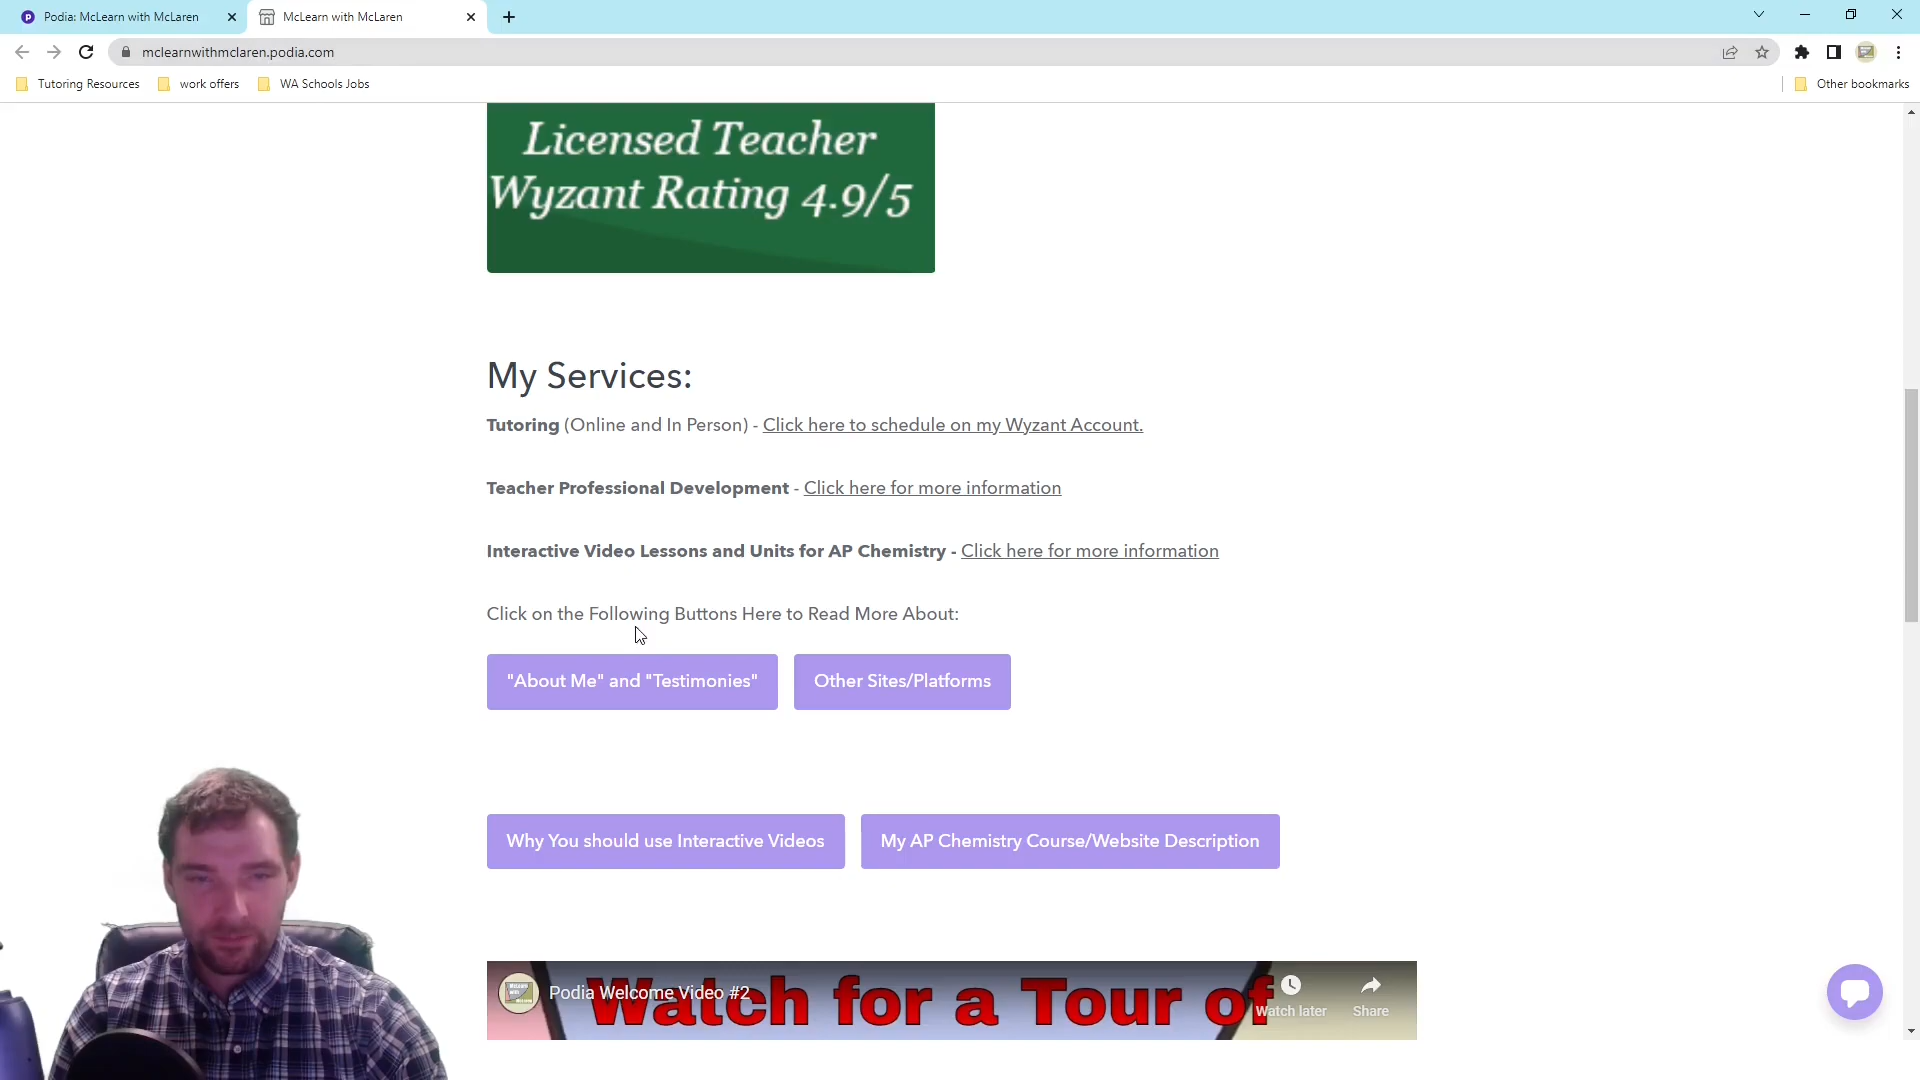 Podia: McLearn with McLaren
McLearn with McLaren
mclearnwithmclaren.podia.com
Tutoring Resources
work offers
WA Schools Jobs
Other bookmarks
Licensed Teacher
Wyzant Rating 4.9/5
My Services:
Tutoring (Online and In Person) - Click here to schedule on my Wyzant Account.
Teacher Professional Development - Click here for more information
Interactive Video Lessons and Units for AP Chemistry - Click here for more information
Click on the Following Buttons Here to Read More About:
"About Me" and "Testimonies"
Other Sites/Platforms
Why You should use Interactive Videos
My AP Chemistry Course/Website Description
Podia Welcome Video #2
Watch for a Tour of
Watch later
Share